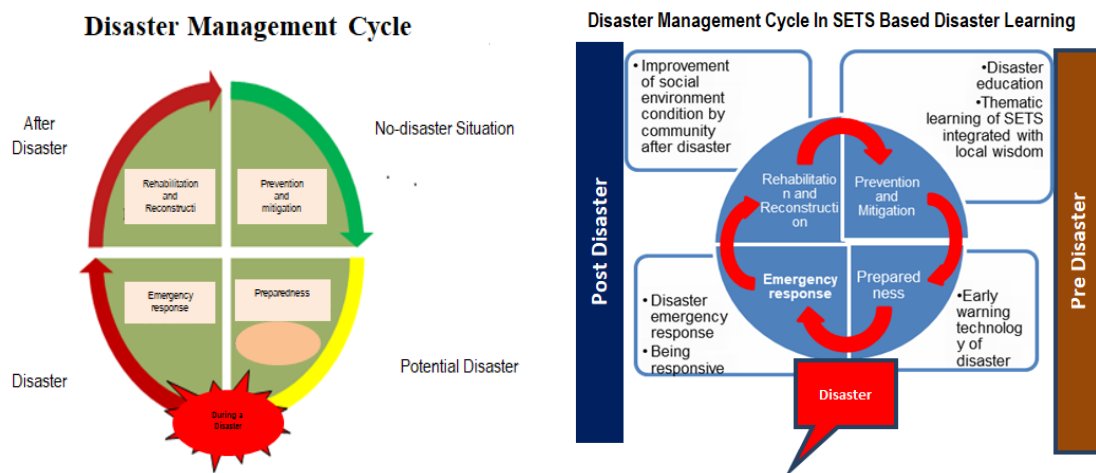 Disaster Management Cycle
After
Disaster
No-disaster Situation
Rehabilitation
and
Reconstructi
Prevention
and
mitigation
Emergency
response
Preparedness
Disaster
Potential Disaster
During a
Disaster
Disaster Management Cycle In SETS Based Disaster Learning
Post Disaster
• Improvement
of social
environment
condition by
community
after disaster
•Disaster
education
•Thematic
learning of SETS
integrated with
local wisdom
Rehabilitatio
n and
Reconstructi
on
Prevention
and
Mitigation
Emergency
response
Prepared
ness
• Disaster
emergency
response
• Being
responsive
• Early
warning
technolog
y of
disaster
Disaster
Pre Disaster